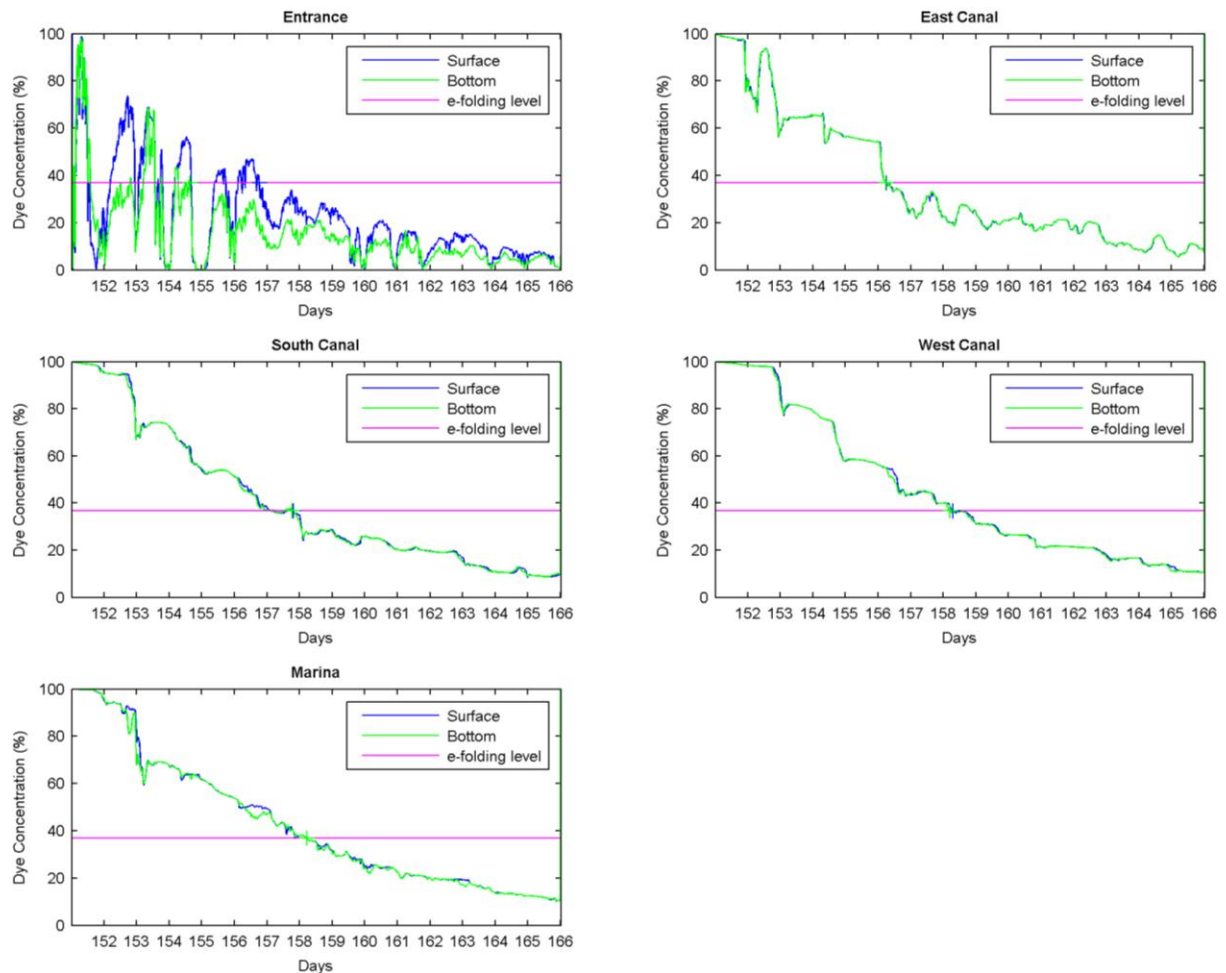 Entrance
100
80
60
40
20
0
Dye Concentration (%)
Surface
Bottom
e-folding level
152 153 154 155 156 157 158 159 160 161 162 163 164 165 166
Days
East Canal
100
80
60
40
20
0
Dye Concentration (%)
Surface
Bottom
e-folding level
152 153 154 155 156 157 158 159 160 161 162 163 164 165 166
Days
South Canal
100
80
60
40
20
0
Dye Concentration (%)
Surface
Bottom
e-folding level
152 153 154 155 156 157 158 159 160 161 162 163 164 165 166
Days
West Canal
100
80
60
40
20
0
Dye Concentration (%)
Surface
Bottom
e-folding level
152 153 154 155 156 157 158 159 160 161 162 163 164 165 166
Days
Marina
100
80
60
40
20
0
Dye Concentration (%)
Surface
Bottom
e-folding level
152 153 154 155 156 157 158 159 160 161 162 163 164 165 166
Days